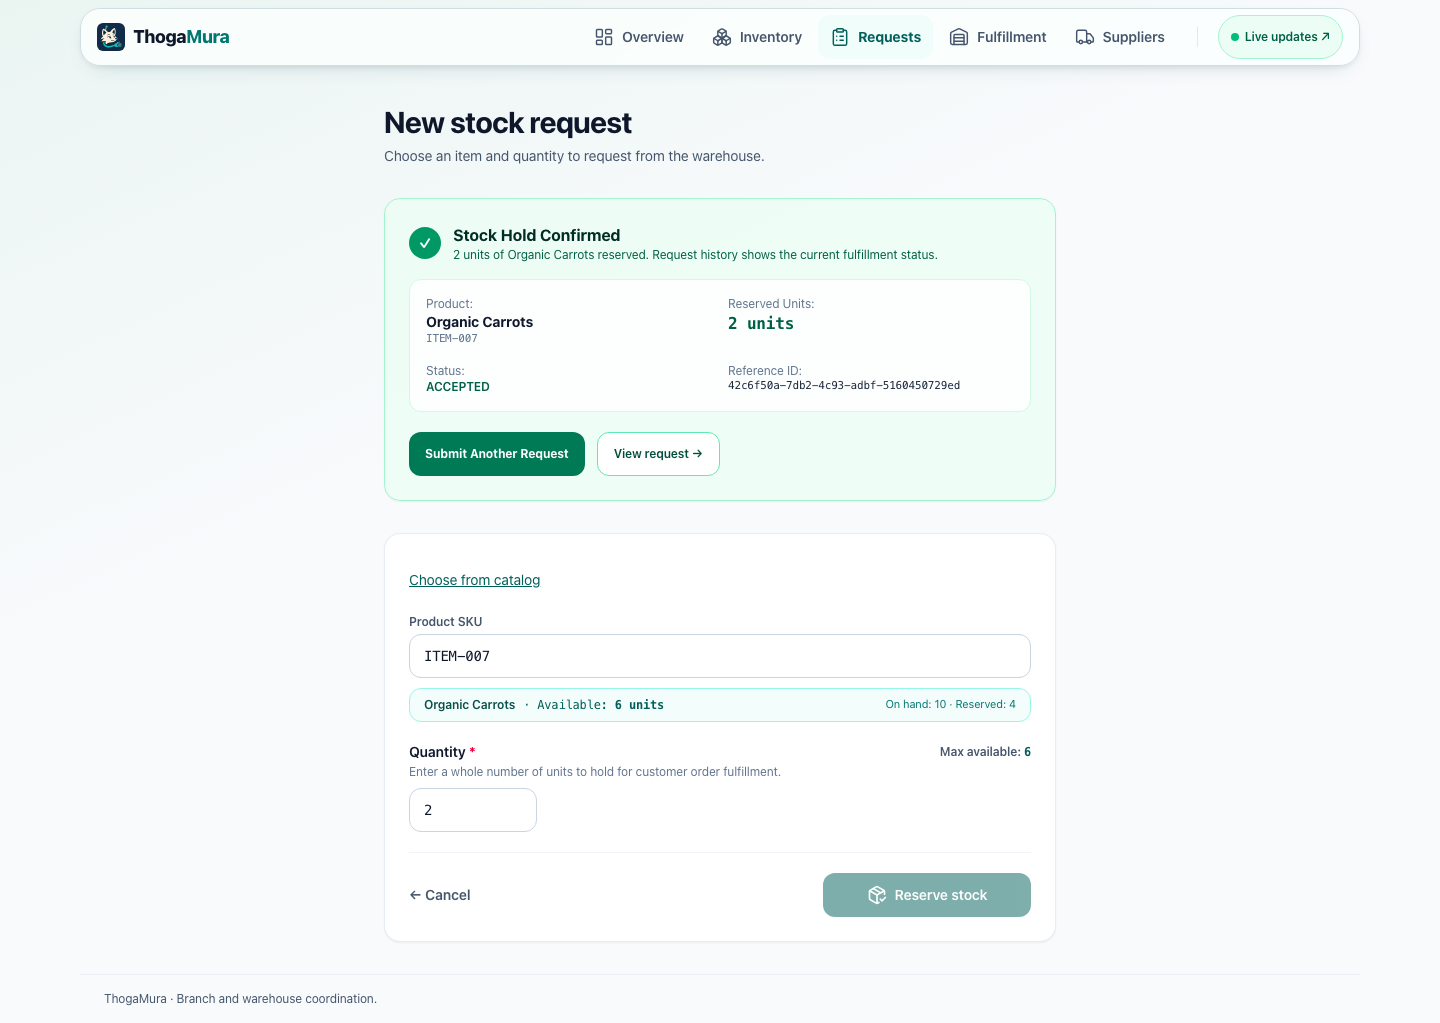 ThogaMura
Overview
Inventory
Requests
Fulfillment
Suppliers
Live updates ↗
New stock request
Choose an item and quantity to request from the warehouse.
Stock Hold Confirmed
2 units of Organic Carrots reserved. Request history shows the current fulfillment status.
Product:
Organic Carrots
ITEM-007
Reserved Units:
2 units
Status:
ACCEPTED
Reference ID:
42c6f50a-7db2-4c93-adbf-5160450729ed
Submit Another Request
View request →
Choose from catalog
Product SKU
ITEM-007
Organic Carrots · Available: 6 units
On hand: 10 · Reserved: 4
Quantity *
Max available: 6
Enter a whole number of units to hold for customer order fulfillment.
2
← Cancel
Reserve stock
ThogaMura · Branch and warehouse coordination.